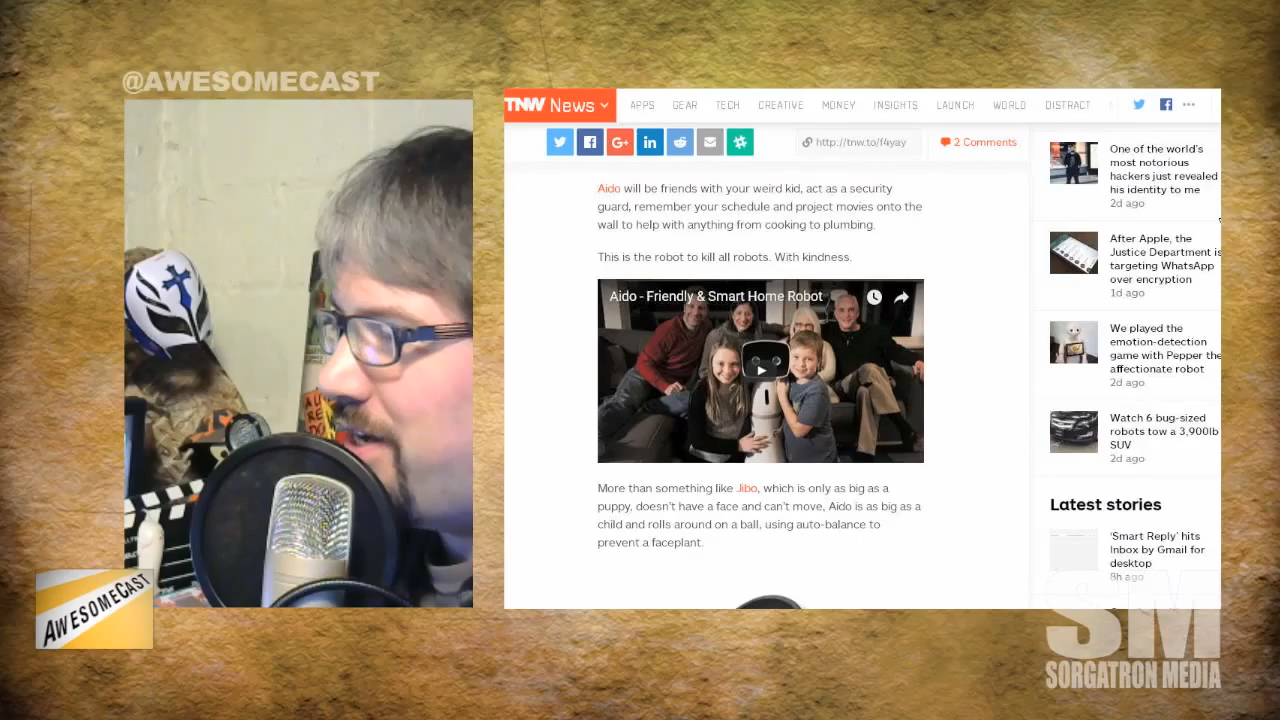 @AWESOMECAST
TNW News
APPS
GEAR
TECH
CREATIVE
MONEY
INSIGHTS
LAUNCH
WORLD
DISTRACT
http://tnw.to/f4yay
2 Comments
Aido will be friends with your weird kid, act as a security
guard, remember your schedule and project movies onto the
wall to help with anything from cooking to plumbing.
This is the robot to kill all robots. With kindness.
Aido - Friendly & Smart Home Robot
More than something like Jibo, which is only as big as a
puppy, doesn't have a face and can't move, Aido is as big as a
child and rolls around on a ball, using auto-balance to
prevent a faceplant.
One of the world's
most notorious
hackers just revealed
his identity to me
2d ago
After Apple, the
Justice Department is
targeting WhatsApp
over encryption
1d ago
We played the
emotion-detection
game with Pepper the
affectionate robot
2d ago
Watch 6 bug-sized
robots tow a 3,900lb
SUV
2d ago
Latest stories
'Smart Reply' hits
Inbox by Gmail for
desktop
8h ago
AWESOMECAST
SM
SORGATRON MEDIA